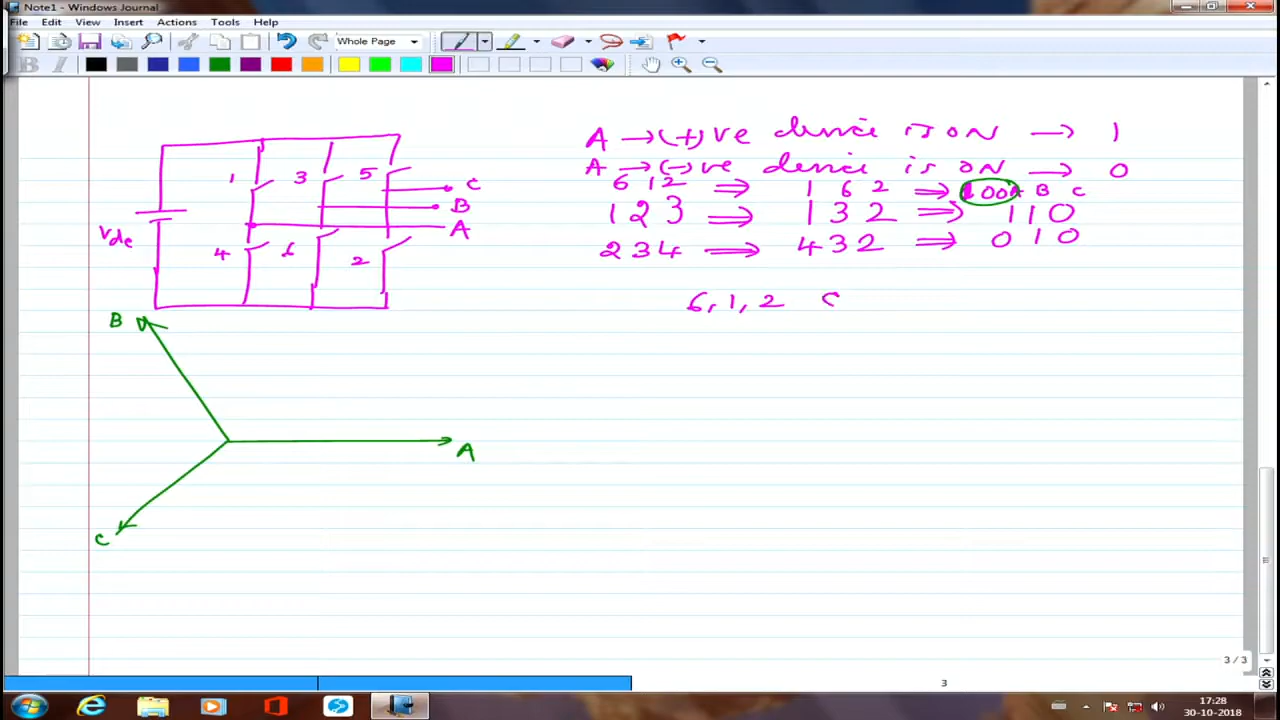 Note1 - Windows Journal
File Edit View Insert Actions Tools Help
Whole Page
B I
A → (+)ve device is ON → 1
A → (-)ve device is ON → 0
6 1 2 ⇒ 1 6 2 ⇒ 100 A B C
1 2 3 ⇒ 1 3 2 ⇒ 1 1 0
2 3 4 ⇒ 4 3 2 ⇒ 0 1 0
6, 1, 2
1 3 5
C
B
A
Vdc
4 6 2
B
A
C
3 / 3
3
17:28
30-10-2018